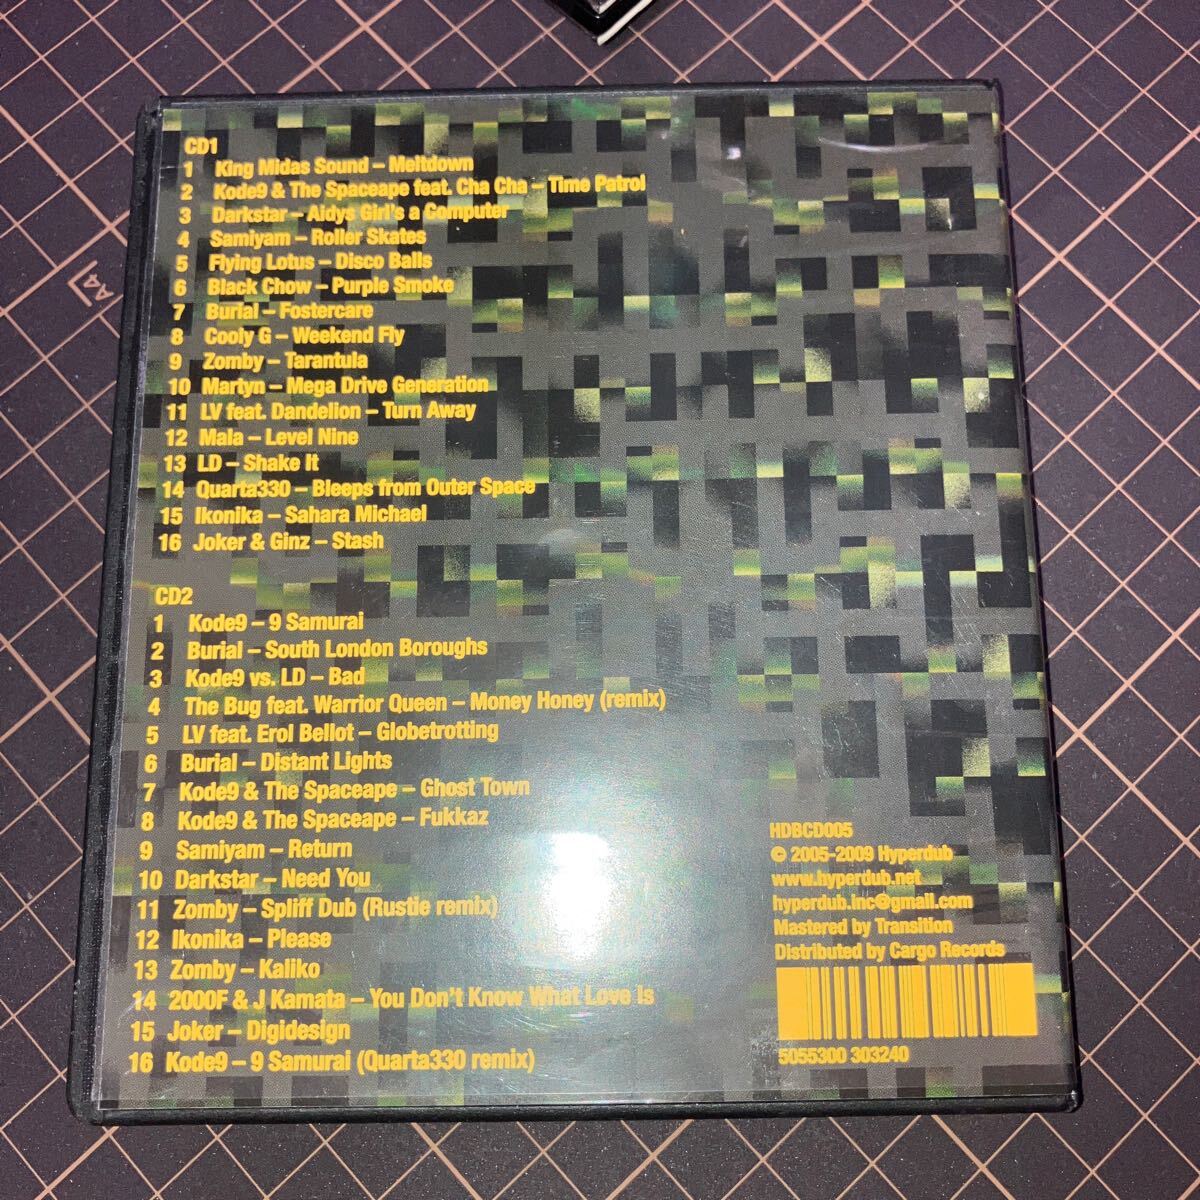 CD1
1 King Midas Sound – Meltdown
2 Kode9 & The Spaceape feat. Cha Cha – Time Patrol
3 Darkstar – Aidys Girl's a Computer
4 Samiyam – Roller Skates
5 Flying Lotus – Disco Balls
6 Black Chow – Purple Smoke
7 Burial – Fostercare
8 Cooly G – Weekend Fly
9 Zomby – Tarantula
10 Martyn – Mega Drive Generation
11 LV feat. Dandelion – Turn Away
12 Mala – Level Nine
13 LD – Shake It
14 Quarta330 – Bleeps from Outer Space
15 Ikonika – Sahara Michael
16 Joker & Ginz – Stash
CD2
1 Kode9 – 9 Samurai
2 Burial – South London Boroughs
3 Kode9 vs. LD – Bad
4 The Bug feat. Warrior Queen – Money Honey (remix)
5 LV feat. Erol Bellot – Globetrotting
6 Burial – Distant Lights
7 Kode9 & The Spaceape – Ghost Town
8 Kode9 & The Spaceape – Fukkaz
9 Samiyam – Return
10 Darkstar – Need You
11 Zomby – Spliff Dub (Rustie remix)
12 Ikonika – Please
13 Zomby – Kaliko
14 2000F & J Kamata – You Don't Know What Love Is
15 Joker – Digidesign
16 Kode9 – 9 Samurai (Quarta330 remix)
HDBCD005
© 2005-2009 Hyperdub
www.hyperdub.net
hyperdub.inc@gmail.com
Mastered by Transition
Distributed by Cargo Records
5055300 303240
A4